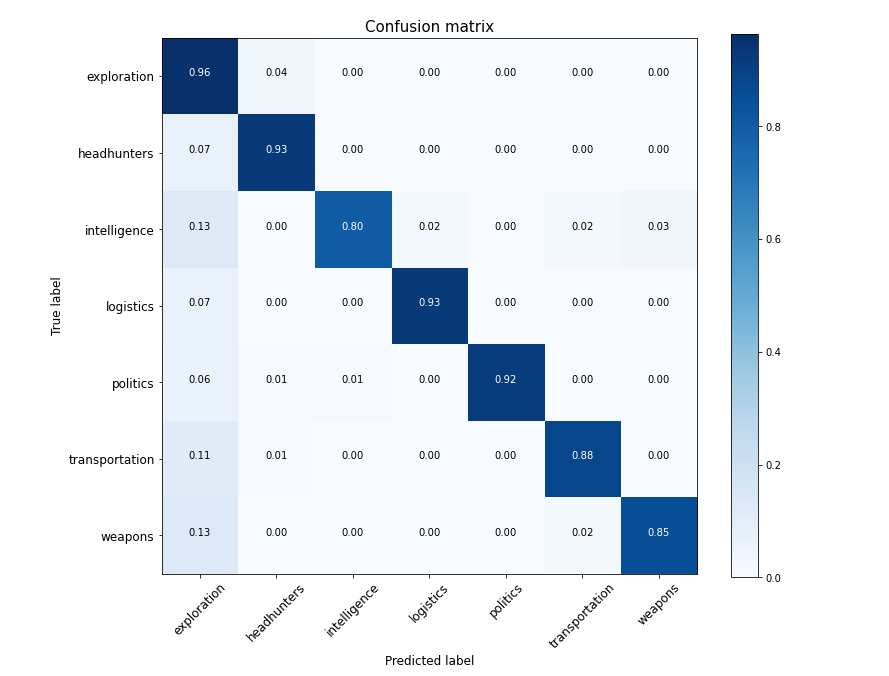 Confusion matrix
True label
exploration 0.96 0.04 0.00 0.00 0.00 0.00 0.00
headhunters 0.07 0.93 0.00 0.00 0.00 0.00 0.00
intelligence 0.13 0.00 0.80 0.02 0.00 0.02 0.03
logistics 0.07 0.00 0.00 0.93 0.00 0.00 0.00
politics 0.06 0.01 0.01 0.00 0.92 0.00 0.00
transportation 0.11 0.01 0.00 0.00 0.00 0.88 0.00
weapons 0.13 0.00 0.00 0.00 0.00 0.02 0.85
exploration headhunters intelligence logistics politics transportation weapons
Predicted label
0.8
0.6
0.4
0.2
0.0